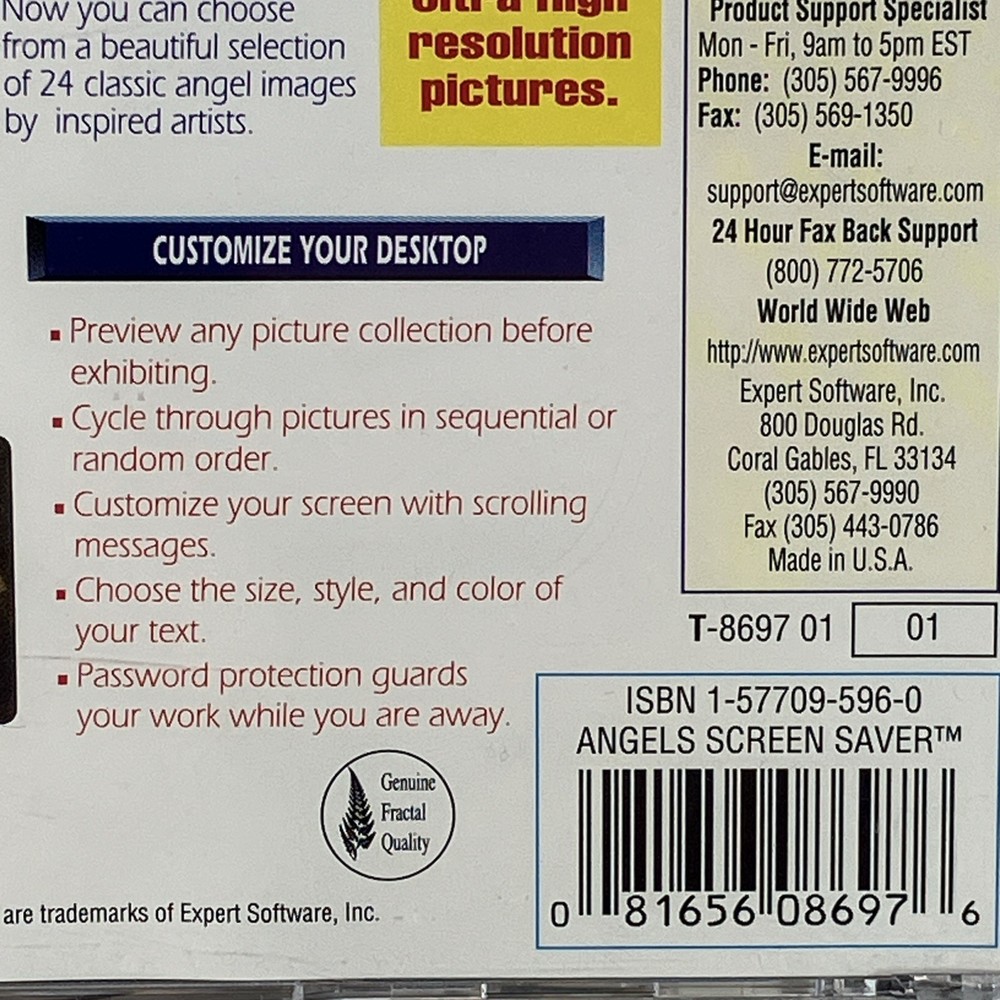 Now you can choose
from a beautiful selection
of 24 classic angel images
by inspired artists.
Ultra high
resolution
pictures.
CUSTOMIZE YOUR DESKTOP
▪ Preview any picture collection before
exhibiting.
▪ Cycle through pictures in sequential or
random order.
▪ Customize your screen with scrolling
messages.
▪ Choose the size, style, and color of
your text.
▪ Password protection guards
your work while you are away.
Genuine
Fractal
Quality
are trademarks of Expert Software, Inc.
Product Support Specialist
Mon - Fri, 9am to 5pm EST
Phone: (305) 567-9996
Fax: (305) 569-1350
E-mail:
support@expertsoftware.com
24 Hour Fax Back Support
(800) 772-5706
World Wide Web
http://www.expertsoftware.com
Expert Software, Inc.
800 Douglas Rd.
Coral Gables, FL 33134
(305) 567-9990
Fax (305) 443-0786
Made in U.S.A.
T-8697 01 01
ISBN 1-57709-596-0
ANGELS SCREEN SAVER™
0 81656 08697 6